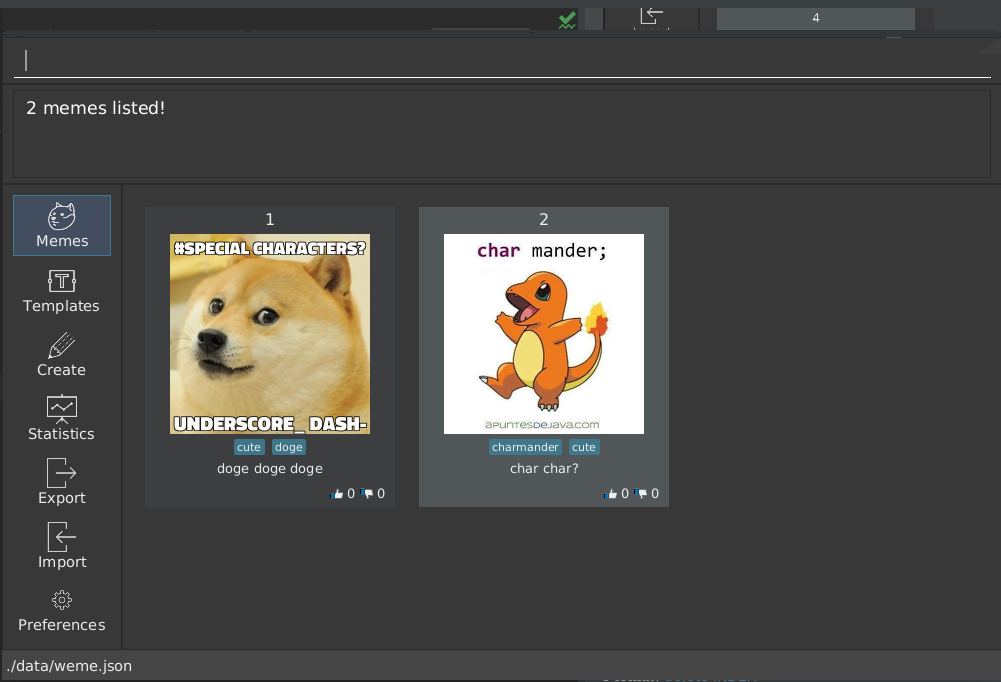 4
2 memes listed!
Memes
Templates
Create
Statistics
Export
Import
Preferences
1
#SPECIAL CHARACTERS?
UNDERSCORE_ DASH-
cute doge
doge doge doge
0 0
2
char mander;
apuntesdejava.com
charmander cute
char char?
0 0
./data/weme.json